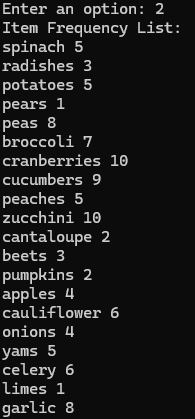 Enter an option: 2
Item Frequency List:
spinach 5
radishes 3
potatoes 5
pears 1
peas 8
broccoli 7
cranberries 10
cucumbers 9
peaches 5
zucchini 10
cantaloupe 2
beets 3
pumpkins 2
apples 4
cauliflower 6
onions 4
yams 5
celery 6
limes 1
garlic 8